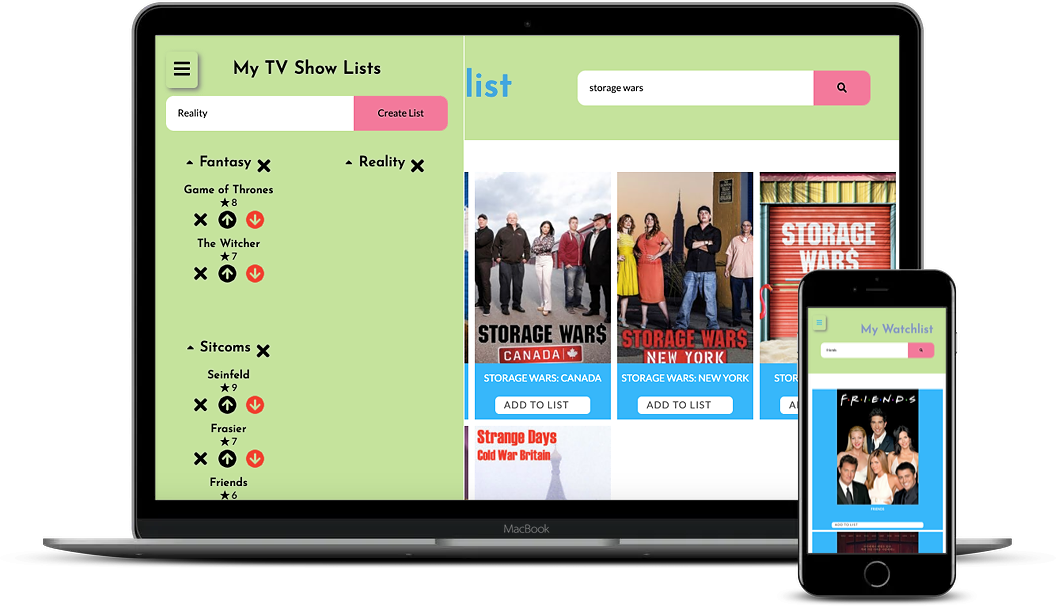 My TV Show Lists
Reality
Create List
Fantasy
Game of Thrones
8
The Witcher
7
Reality
Sitcoms
Seinfeld
9
Frasier
7
Friends
6
list
storage wars
STORAGE WAR$
CANADA
STORAGE WARS: CANADA
ADD TO LIST
STORAGE WAR$
NEW YORK
STORAGE WARS: NEW YORK
ADD TO LIST
STORAGE
WAR$
STOR
A
Strange Days
Cold War Britain
MacBook
My Watchlist
friends
F·R·I·E·N·D·S
FRIENDS
ADD TO LIST